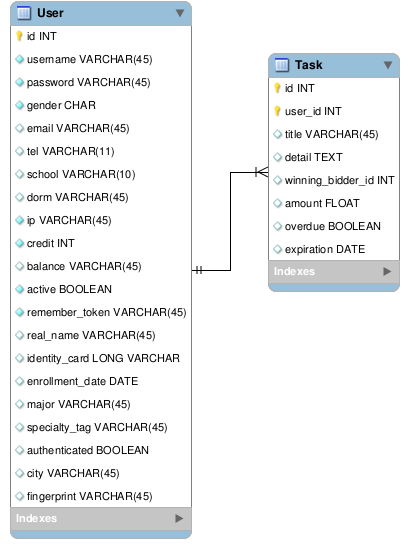 User
id INT
username VARCHAR(45)
password VARCHAR(45)
gender CHAR
email VARCHAR(45)
tel VARCHAR(11)
school VARCHAR(10)
dorm VARCHAR(45)
ip VARCHAR(45)
credit INT
balance VARCHAR(45)
active BOOLEAN
remember_token VARCHAR(45)
real_name VARCHAR(45)
identity_card LONG VARCHAR
enrollment_date DATE
major VARCHAR(45)
specialty_tag VARCHAR(45)
authenticated BOOLEAN
city VARCHAR(45)
fingerprint VARCHAR(45)
Indexes
Task
id INT
user_id INT
title VARCHAR(45)
detail TEXT
winning_bidder_id INT
amount FLOAT
overdue BOOLEAN
expiration DATE
Indexes